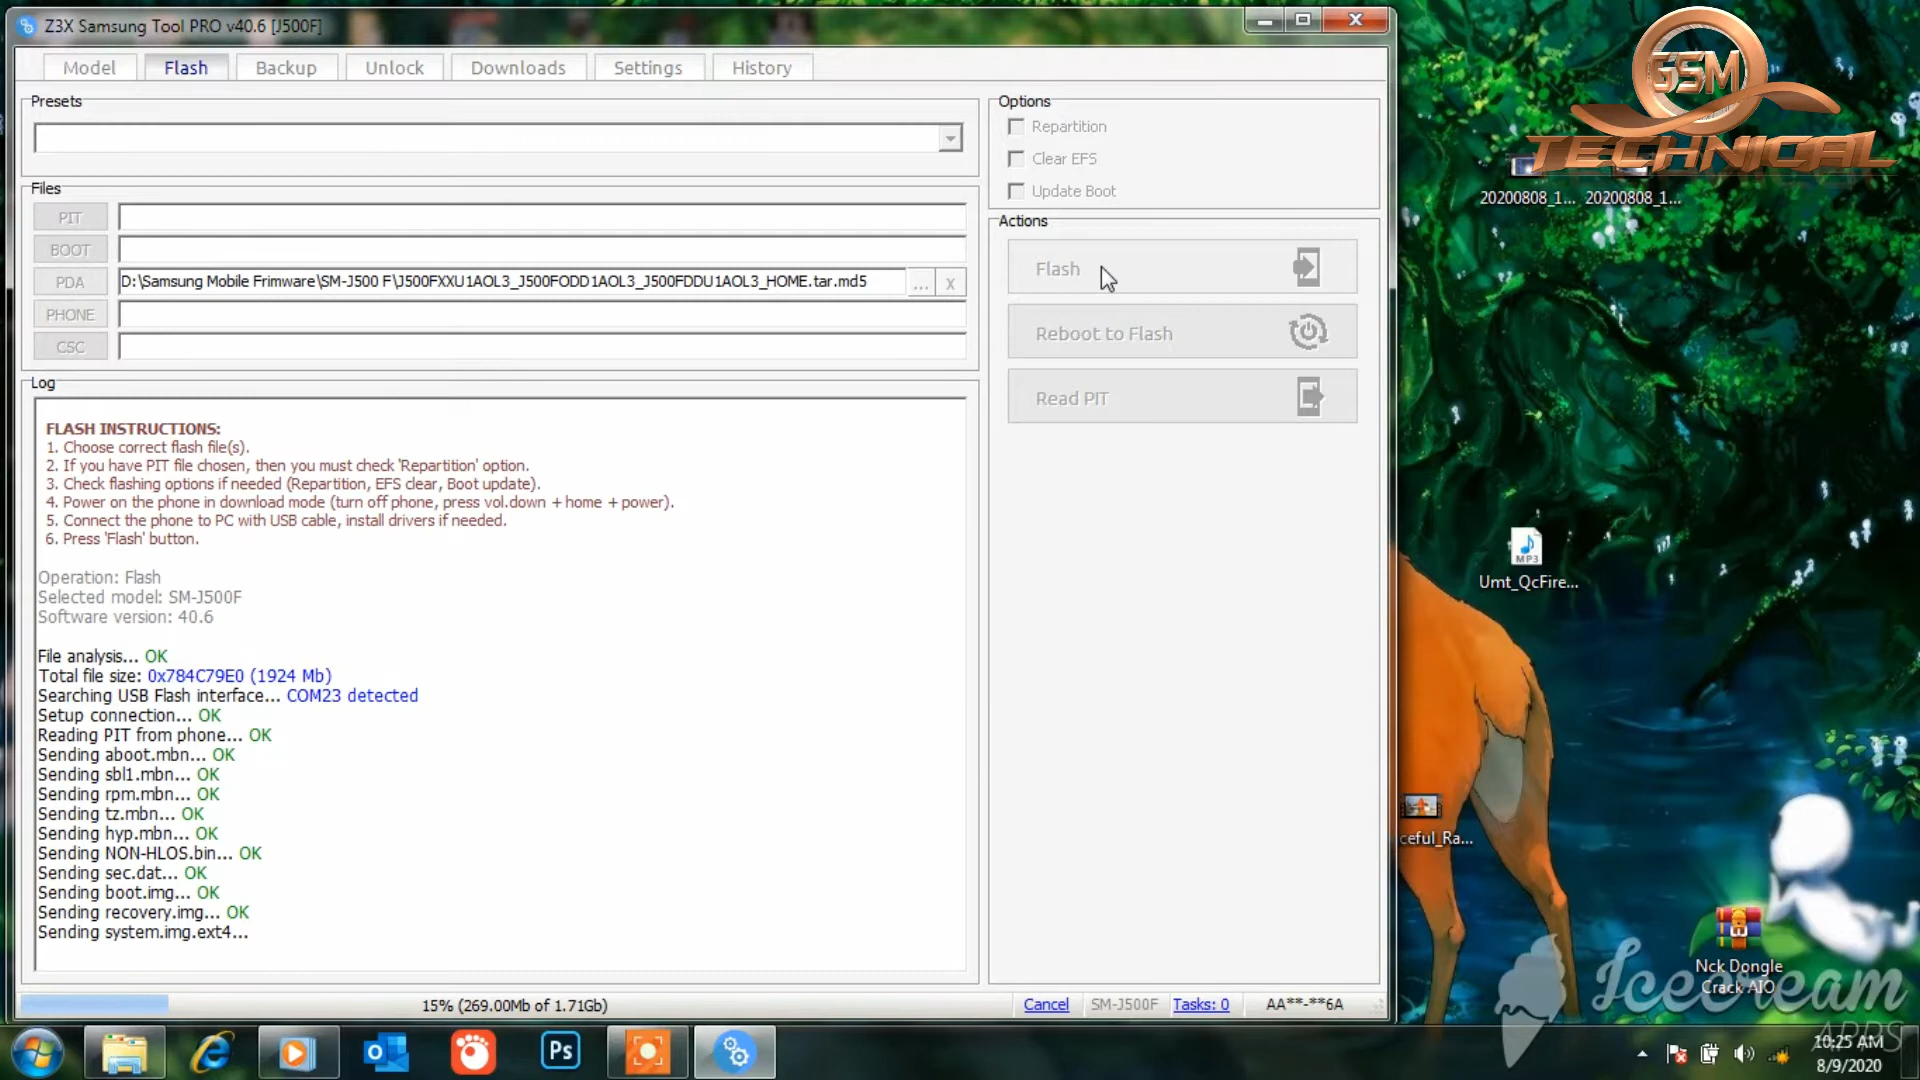 Z3X Samsung Tool PRO v40.6 [J500F]
Model
Flash
Backup
Unlock
Downloads
Settings
History
Presets
Files
PIT
BOOT
PDA
D:\Samsung Mobile Frimware\SM-J500 F\J500FXXU1AOL3_J500FODD1AOL3_J500FDDU1AOL3_HOME.tar.md5
...
x
PHONE
CSC
Options
Repartition
Clear EFS
Update Boot
Actions
Flash
Reboot to Flash
Read PIT
Log
FLASH INSTRUCTIONS:
1. Choose correct flash file(s).
2. If you have PIT file chosen, then you must check 'Repartition' option.
3. Check flashing options if needed (Repartition, EFS clear, Boot update).
4. Power on the phone in download mode (turn off phone, press vol.down + home + power).
5. Connect the phone to PC with USB cable, install drivers if needed.
6. Press 'Flash' button.
Operation: Flash
Selected model: SM-J500F
Software version: 40.6
File analysis... OK
Total file size: 0x784C79E0 (1924 Mb)
Searching USB Flash interface... COM23 detected
Setup connection... OK
Reading PIT from phone... OK
Sending aboot.mbn... OK
Sending sbl1.mbn... OK
Sending rpm.mbn... OK
Sending tz.mbn... OK
Sending hyp.mbn... OK
Sending NON-HLOS.bin... OK
Sending sec.dat... OK
Sending boot.img... OK
Sending recovery.img... OK
Sending system.img.ext4...
15% (269.00Mb of 1.71Gb)
Cancel
SM-J500F
Tasks: 0
AA**-**6A
GSM
TECHNICAL
20200808_1...
20200808_1...
Umt_QcFire...
MP3
ceful_Ra...
Nck Dongle
Crack AIO
Icecream
APPS
Ps
10:25 AM
8/9/2020